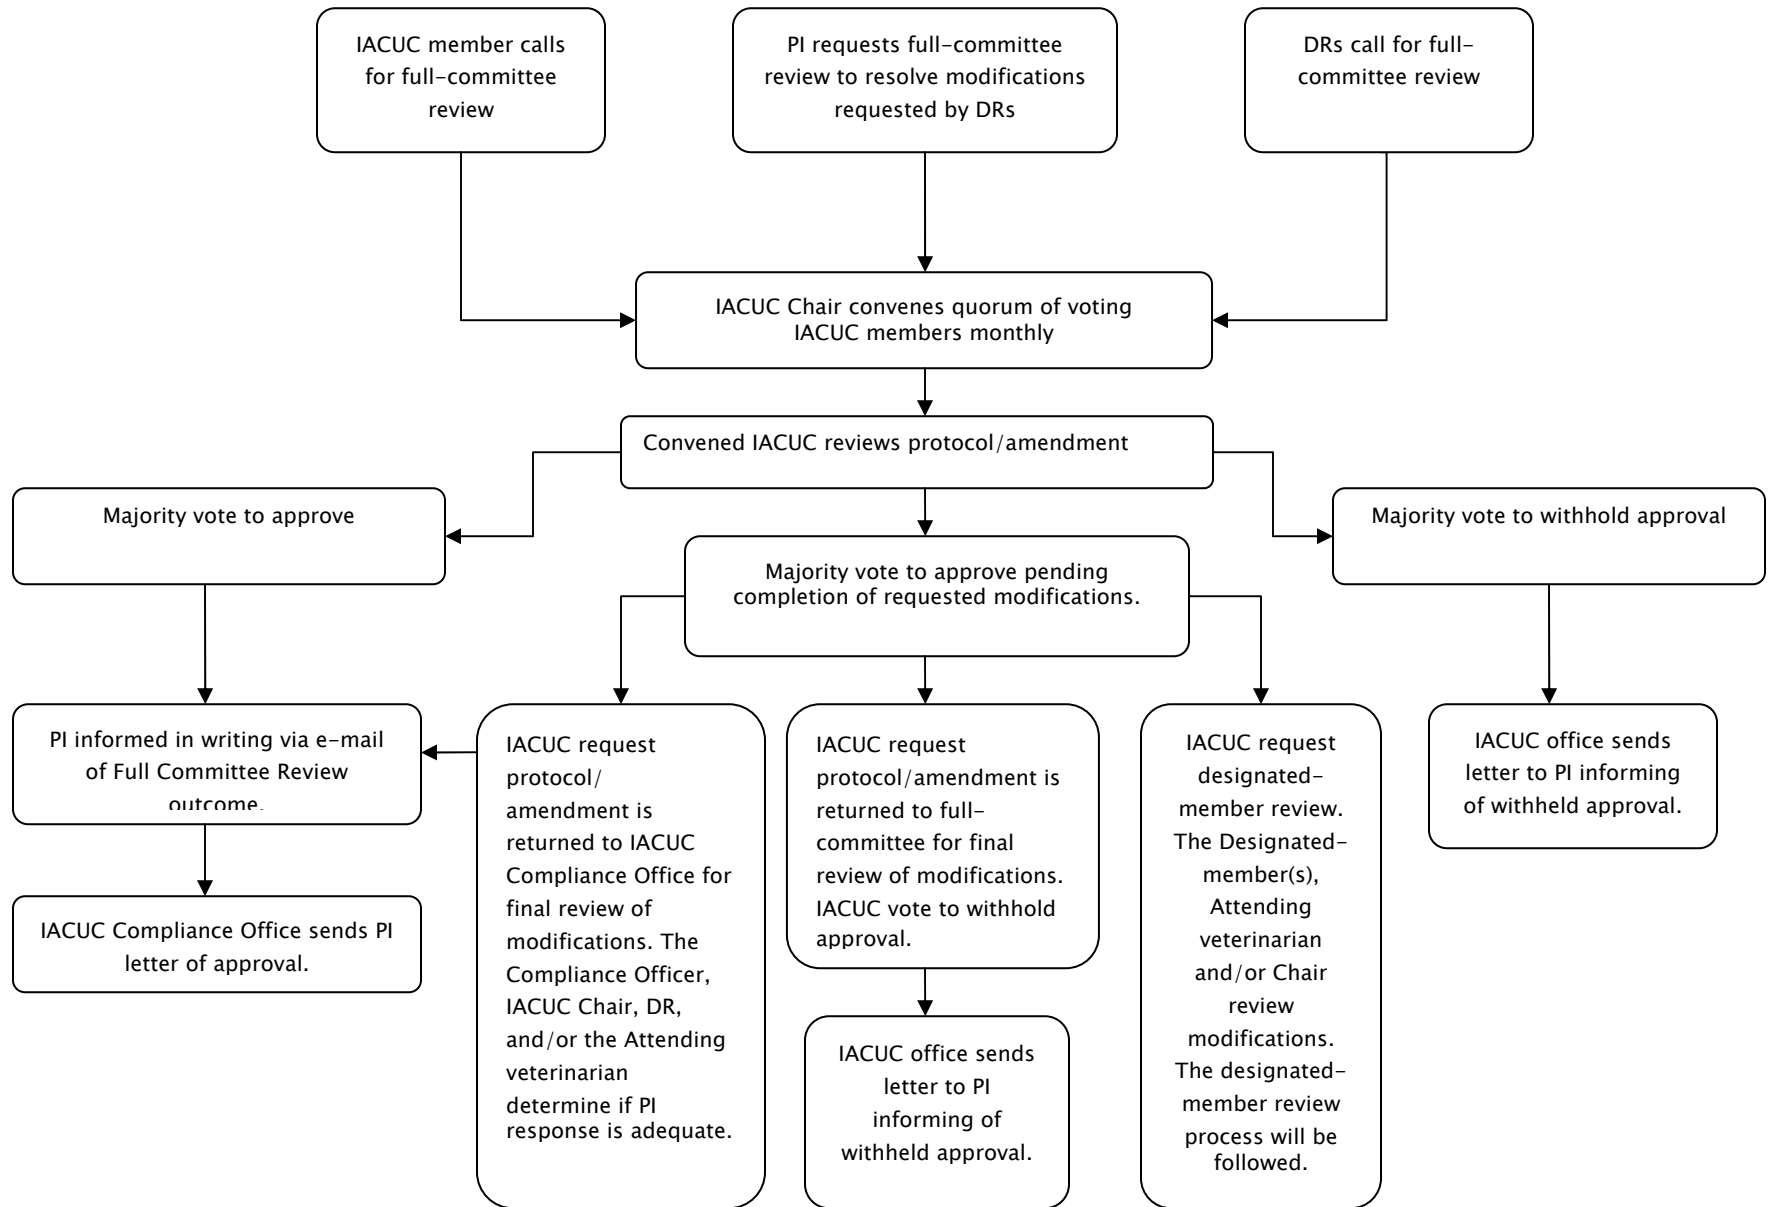 IACUC member calls
for full-committee
review
PI requests full-committee
review to resolve modifications
requested by DRs
DRs call for full-
committee review
IACUC Chair convenes quorum of voting
IACUC members monthly
Convened IACUC reviews protocol/amendment
Majority vote to approve
Majority vote to approve pending
completion of requested modifications.
Majority vote to withhold approval
PI informed in writing via e-mail
of Full Committee Review
outcome.
IACUC Compliance Office sends PI
letter of approval.
IACUC request
protocol/
amendment is
returned to IACUC
Compliance Office for
final review of
modifications. The
Compliance Officer,
IACUC Chair, DR,
and/or the Attending
veterinarian
determine if PI
response is adequate.
IACUC request
protocol/amendment is
returned to full-
committee for final
review of modifications.
IACUC vote to withhold
approval.
IACUC office sends
letter to PI
informing of
withheld approval.
IACUC request
designated-
member review.
The Designated-
member(s),
Attending
veterinarian
and/or Chair
review
modifications.
The designated-
member review
process will be
followed.
IACUC office sends
letter to PI informing
of withheld approval.